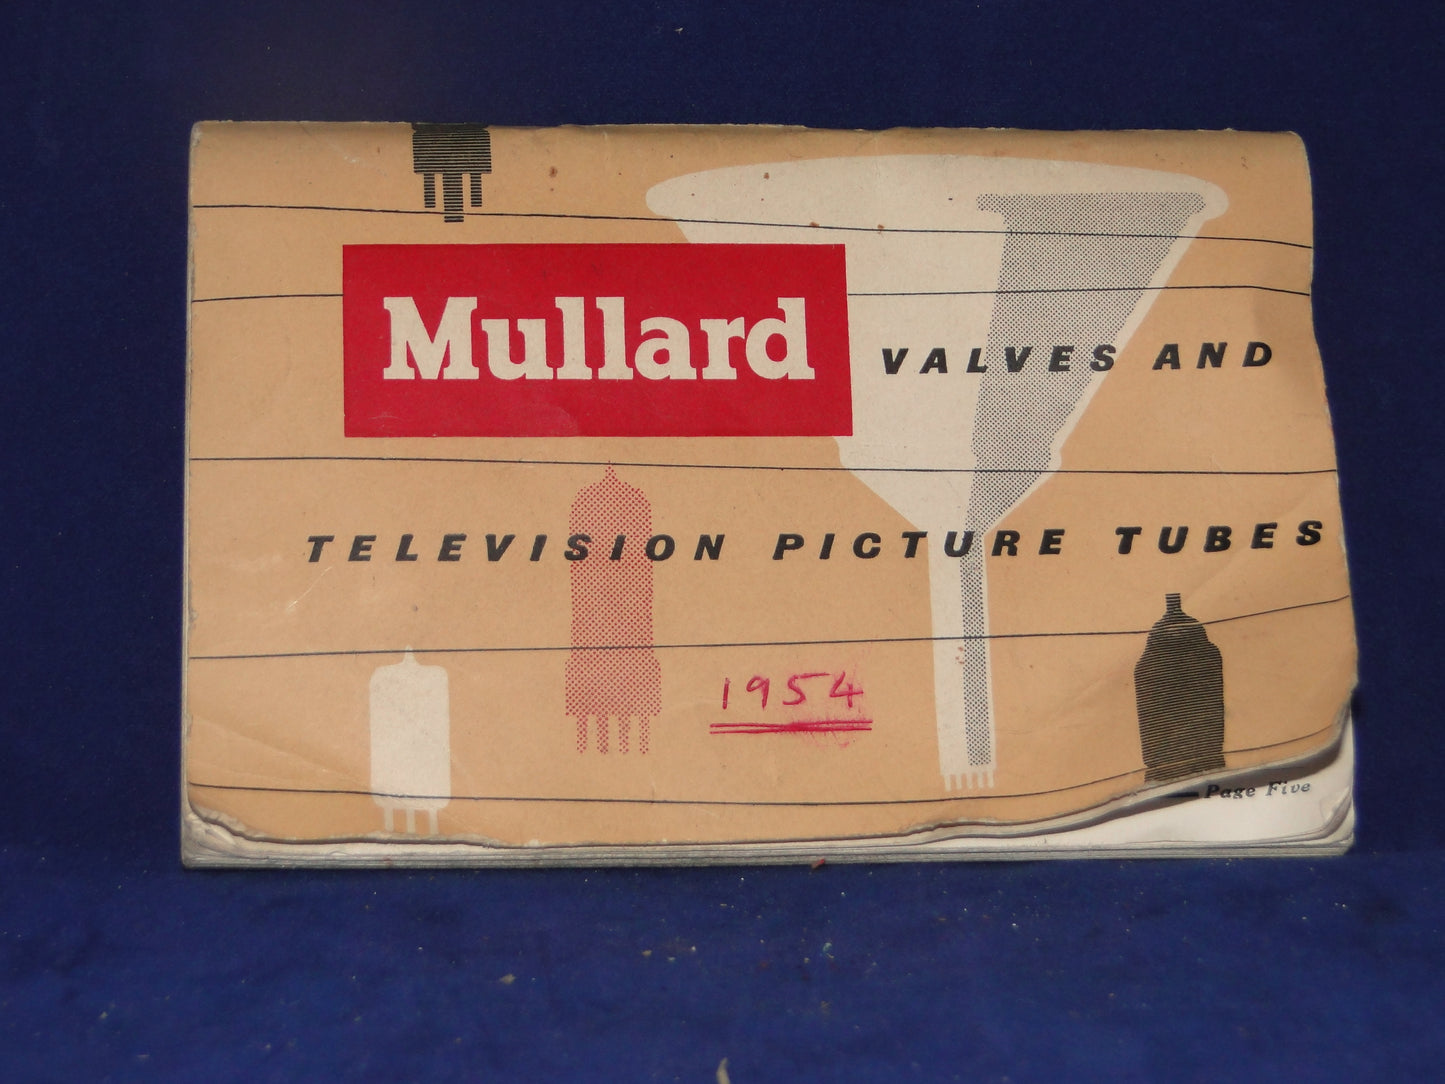 Mullard VALVES AND
TELEVISION PICTURE TUBES
1954
Page Five